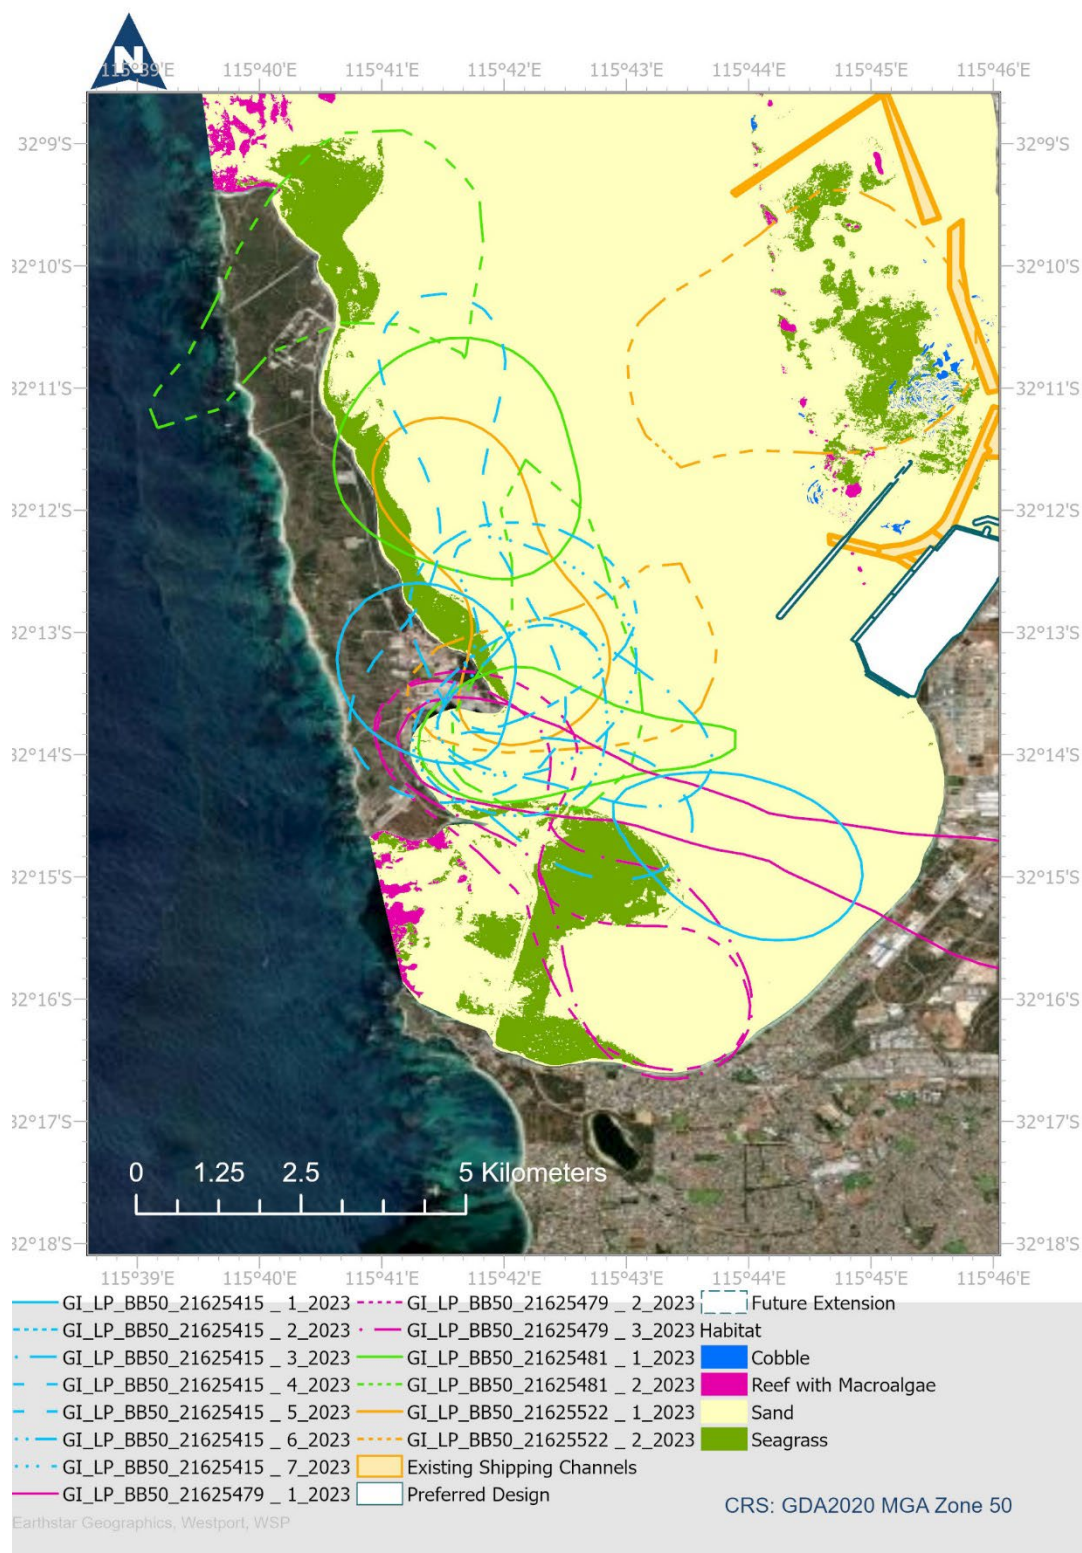 N
115°39'E 115°40'E 115°41'E 115°42'E 115°43'E 115°44'E 115°45'E 115°46'E
32°9'S 32°9'S
32°10'S 32°10'S
32°11'S 32°11'S
32°12'S 32°12'S
32°13'S 32°13'S
32°14'S 32°14'S
32°15'S 32°15'S
32°16'S 32°16'S
32°17'S 32°17'S
0 1.25 2.5 5 Kilometers
32°18'S 32°18'S
115°39'E 115°40'E 115°41'E 115°42'E 115°43'E 115°44'E 115°45'E 115°46'E
GI_LP_BB50_21625415 _ 1_2023 GI_LP_BB50_21625479 _ 2_2023 Future Extension
GI_LP_BB50_21625415 _ 2_2023 GI_LP_BB50_21625479 _ 3_2023 Habitat
GI_LP_BB50_21625415 _ 3_2023 GI_LP_BB50_21625481 _ 1_2023 Cobble
GI_LP_BB50_21625415 _ 4_2023 GI_LP_BB50_21625481 _ 2_2023 Reef with Macroalgae
GI_LP_BB50_21625415 _ 5_2023 GI_LP_BB50_21625522 _ 1_2023 Sand
GI_LP_BB50_21625415 _ 6_2023 GI_LP_BB50_21625522 _ 2_2023 Seagrass
GI_LP_BB50_21625415 _ 7_2023 Existing Shipping Channels
GI_LP_BB50_21625479 _ 1_2023 Preferred Design
CRS: GDA2020 MGA Zone 50
Earthstar Geographics, Westport, WSP